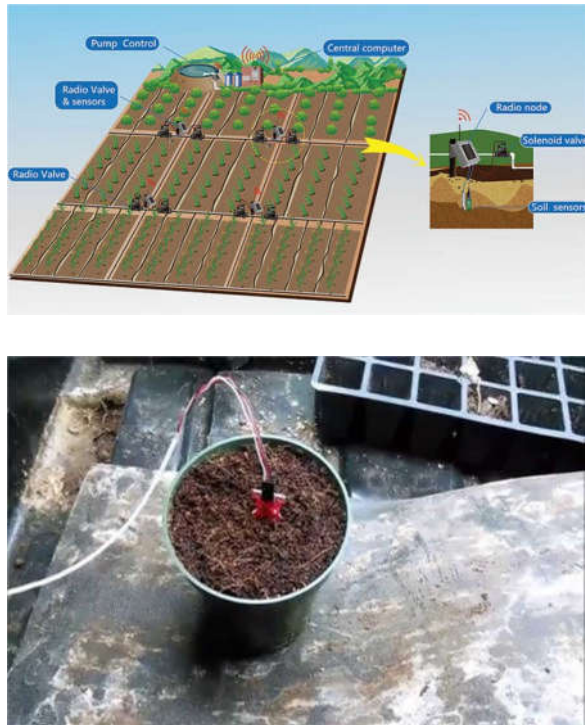 Pump Control
Central computer
Radio Valve
& sensors
Radio node
Solenoid valve
Radio Valve
Soil sensors